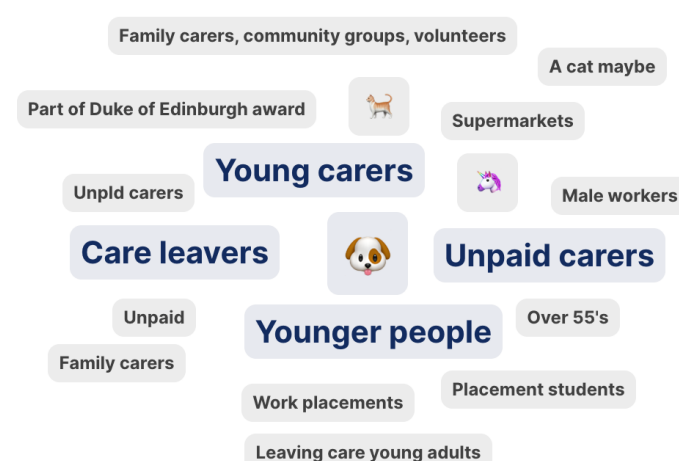 Family carers, community groups, volunteers
A cat maybe
Part of Duke of Edinburgh award
🐈
Supermarkets
Young carers
🦄
Unpld carers
Male workers
Care leavers
🐶
Unpaid carers
Unpaid
Younger people
Over 55's
Family carers
Placement students
Work placements
Leaving care young adults